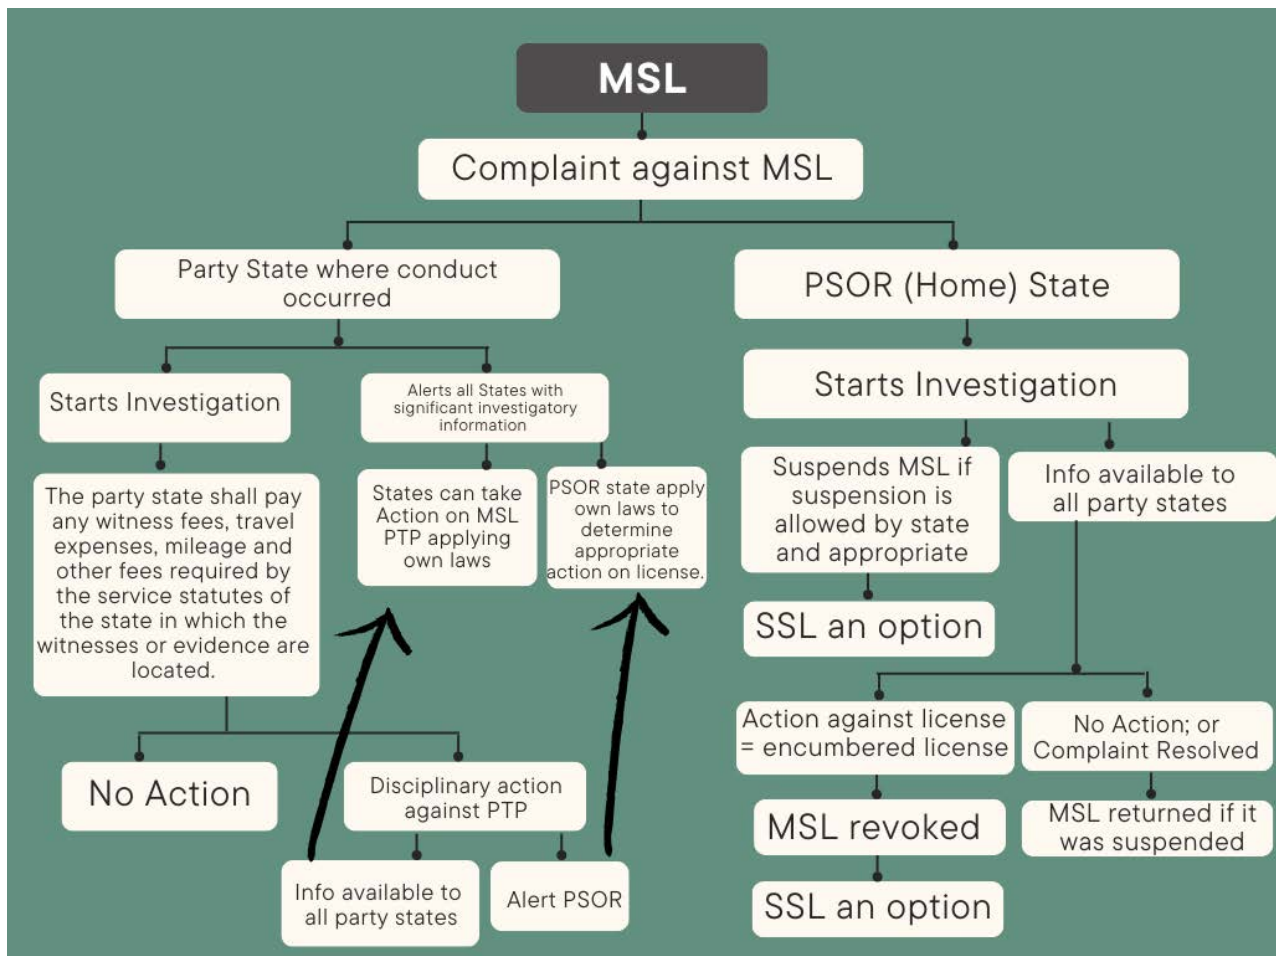 MSL
Complaint against MSL
Party State where conduct
occurred
PSOR (Home) State
Starts Investigation
Alerts all States with
significant investigatory
information
Starts Investigation
The party state shall pay
any witness fees, travel
expenses, mileage and
other fees required by
the service statutes of
the state in which the
witnesses or evidence are
located.
States can take
Action on MSL
PTP applying
own laws
PSOR state apply
own laws to
determine
appropriate
action on license.
Suspends MSL if
suspension is
allowed by state
and appropriate
Info available to
all party states
SSL an option
No Action
Disciplinary action
against PTP
Info available to
all party states
Alert PSOR
Action against license
= encumbered license
No Action; or
Complaint Resolved
MSL revoked
MSL returned if it
was suspended
SSL an option